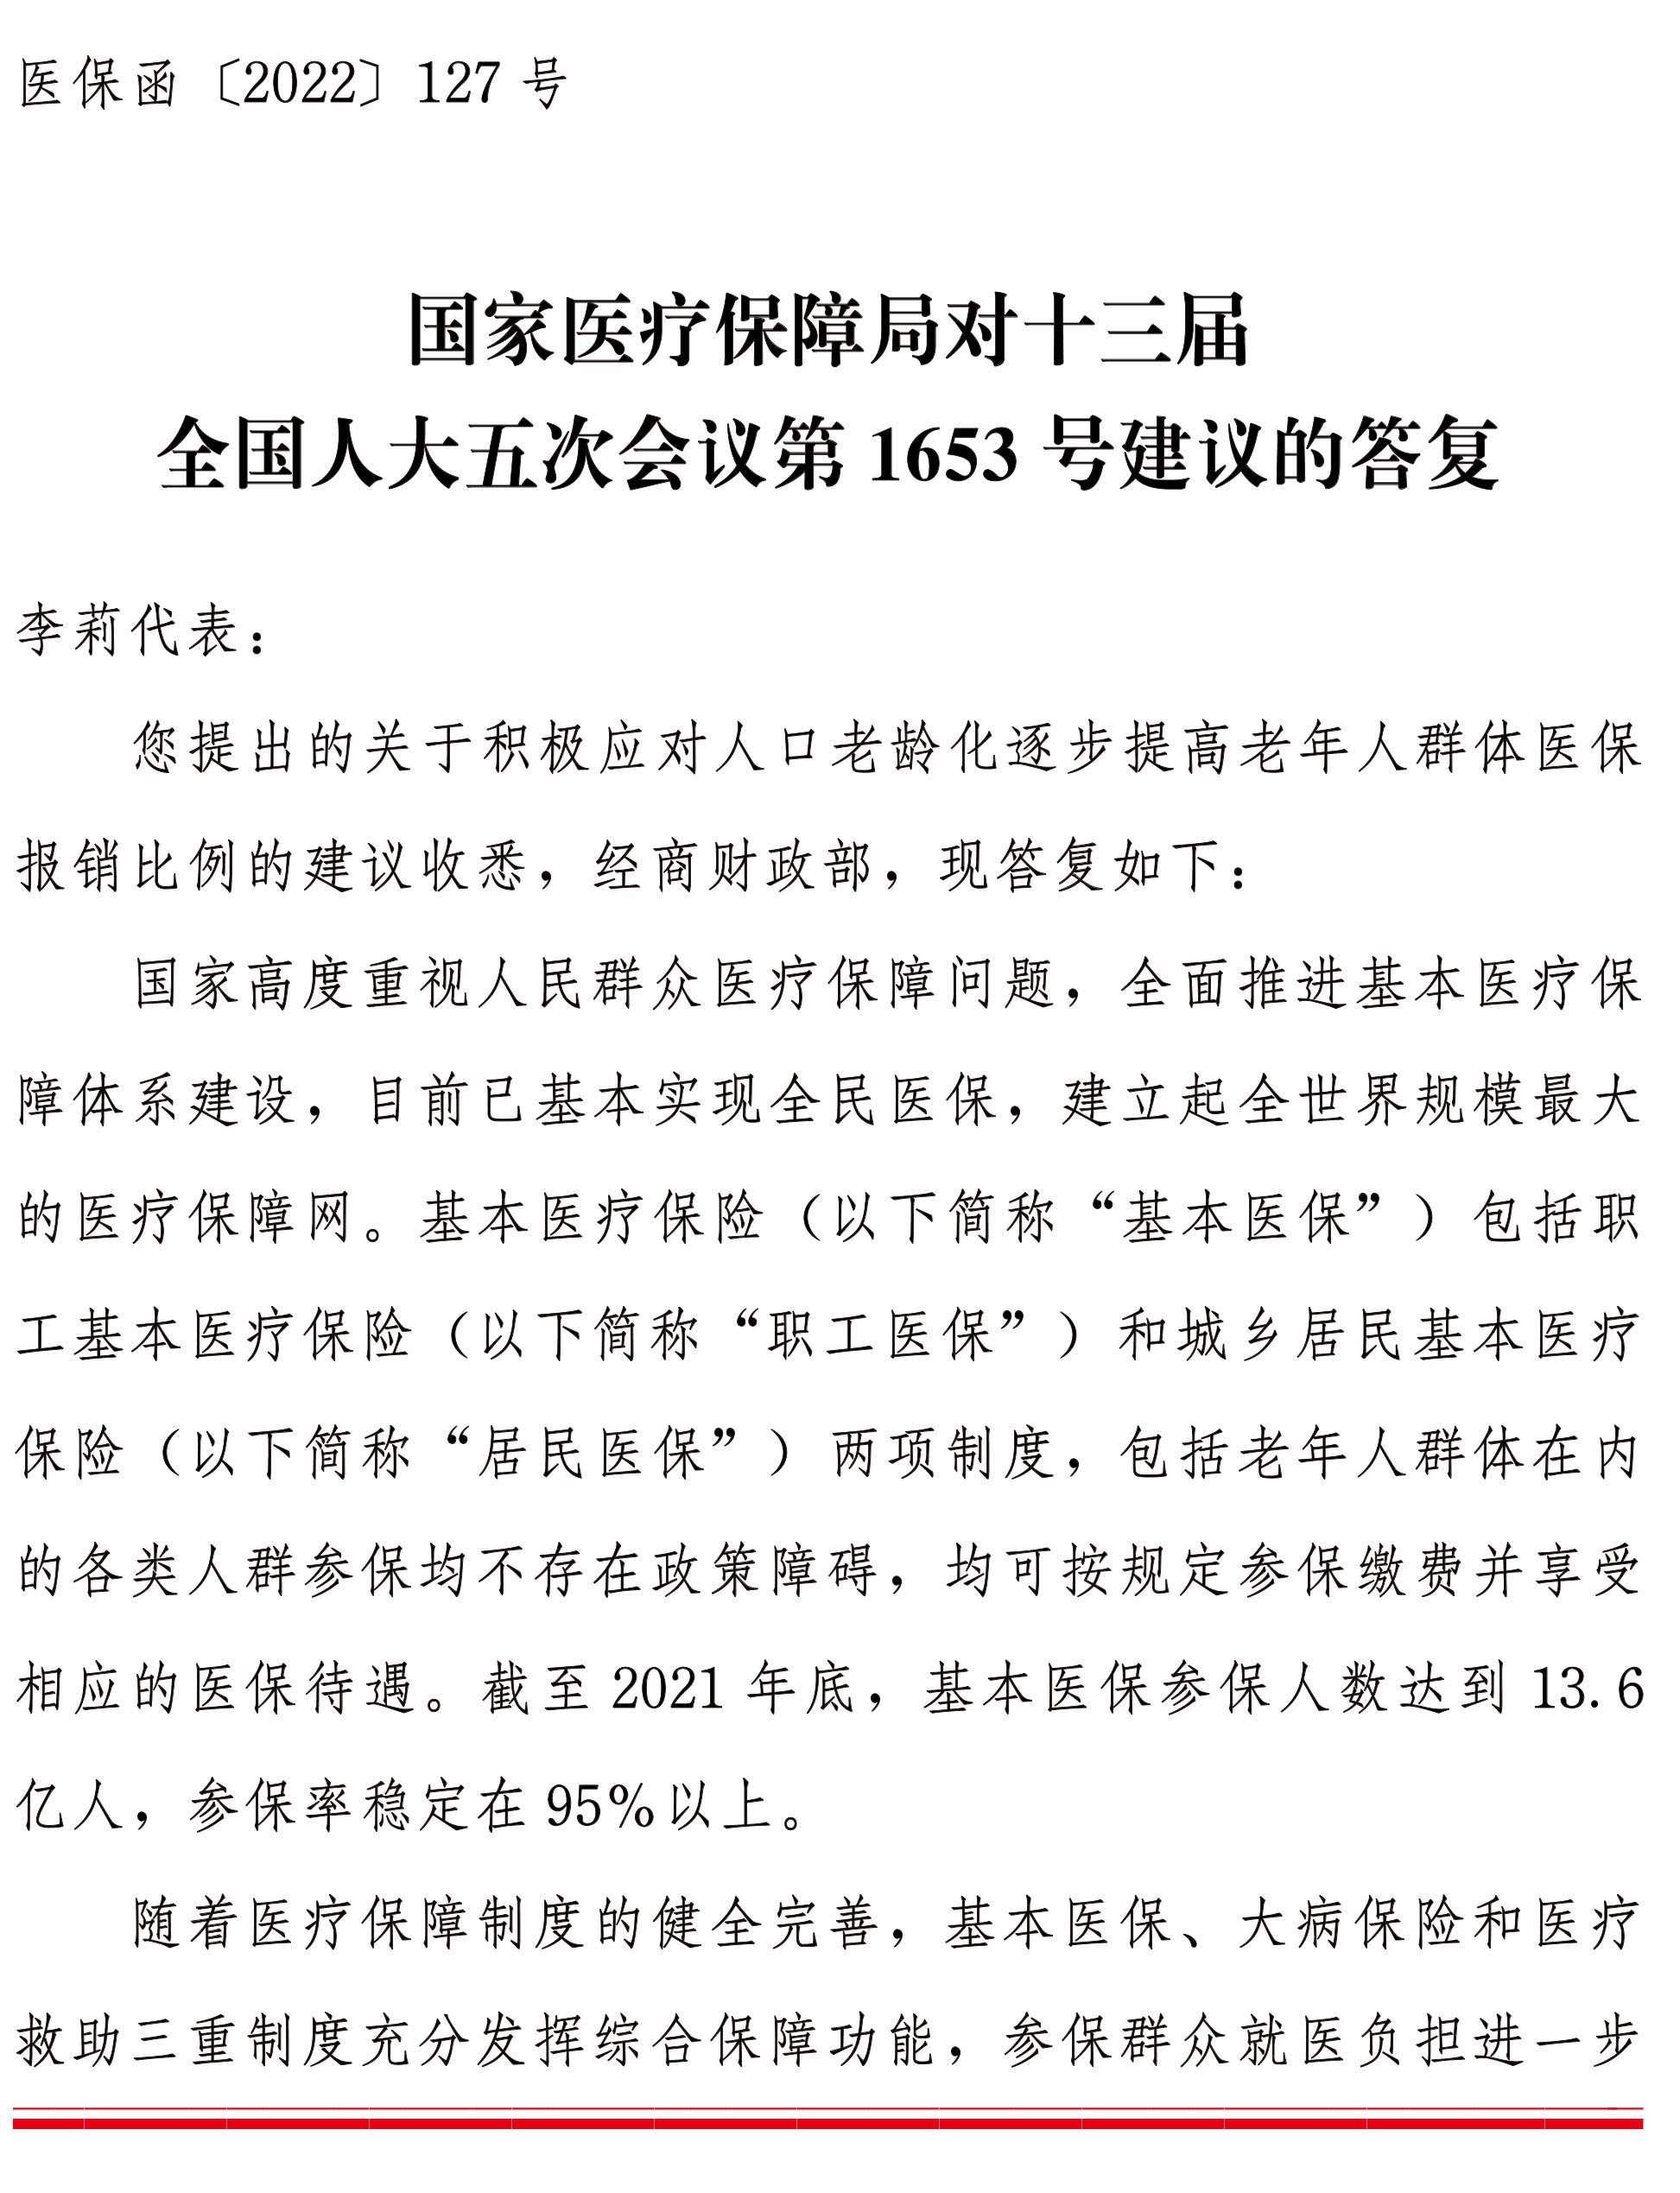 医保函〔2022〕127 号
国家医疗保障局对十三届
全国人大五次会议第 1653 号建议的答复
李莉代表：
您提出的关于积极应对人口老龄化逐步提高老年人群体医保
报销比例的建议收悉，经商财政部，现答复如下：
国家高度重视人民群众医疗保障问题，全面推进基本医疗保
障体系建设，目前已基本实现全民医保，建立起全世界规模最大
的医疗保障网。基本医疗保险（以下简称“基本医保”）包括职
工基本医疗保险（以下简称“职工医保”）和城乡居民基本医疗
保险（以下简称“居民医保”）两项制度，包括老年人群体在内
的各类人群参保均不存在政策障碍，均可按规定参保缴费并享受
相应的医保待遇。截至 2021 年底，基本医保参保人数达到 13.6
亿人，参保率稳定在 95%以上。
随着医疗保障制度的健全完善，基本医保、大病保险和医疗
救助三重制度充分发挥综合保障功能，参保群众就医负担进一步